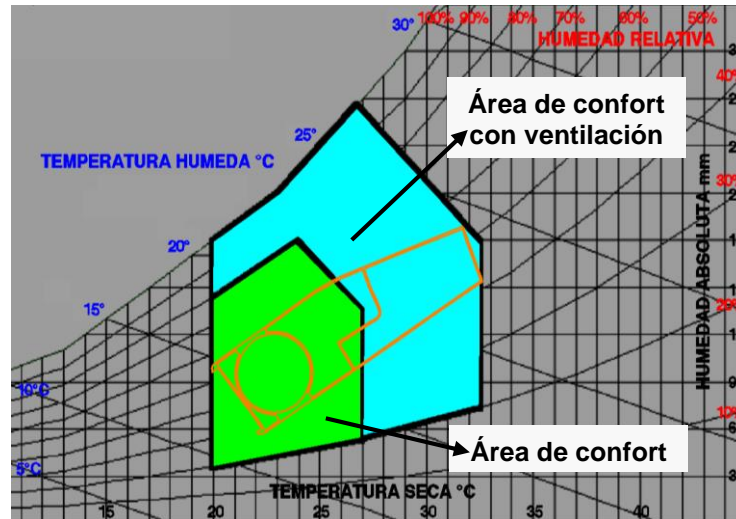 30°
100% 90% 80% 70% 60% 50%
HUMEDAD RELATIVA
40%
Área de confort
con ventilación
25°
TEMPERATURA HUMEDA °C
30%
20°
HUMEDAD ABSOLUTA mm
15°
20%
10°C
10%
5°C
Área de confort
TEMPERATURA SECA °C
15 20 25 30 35 40